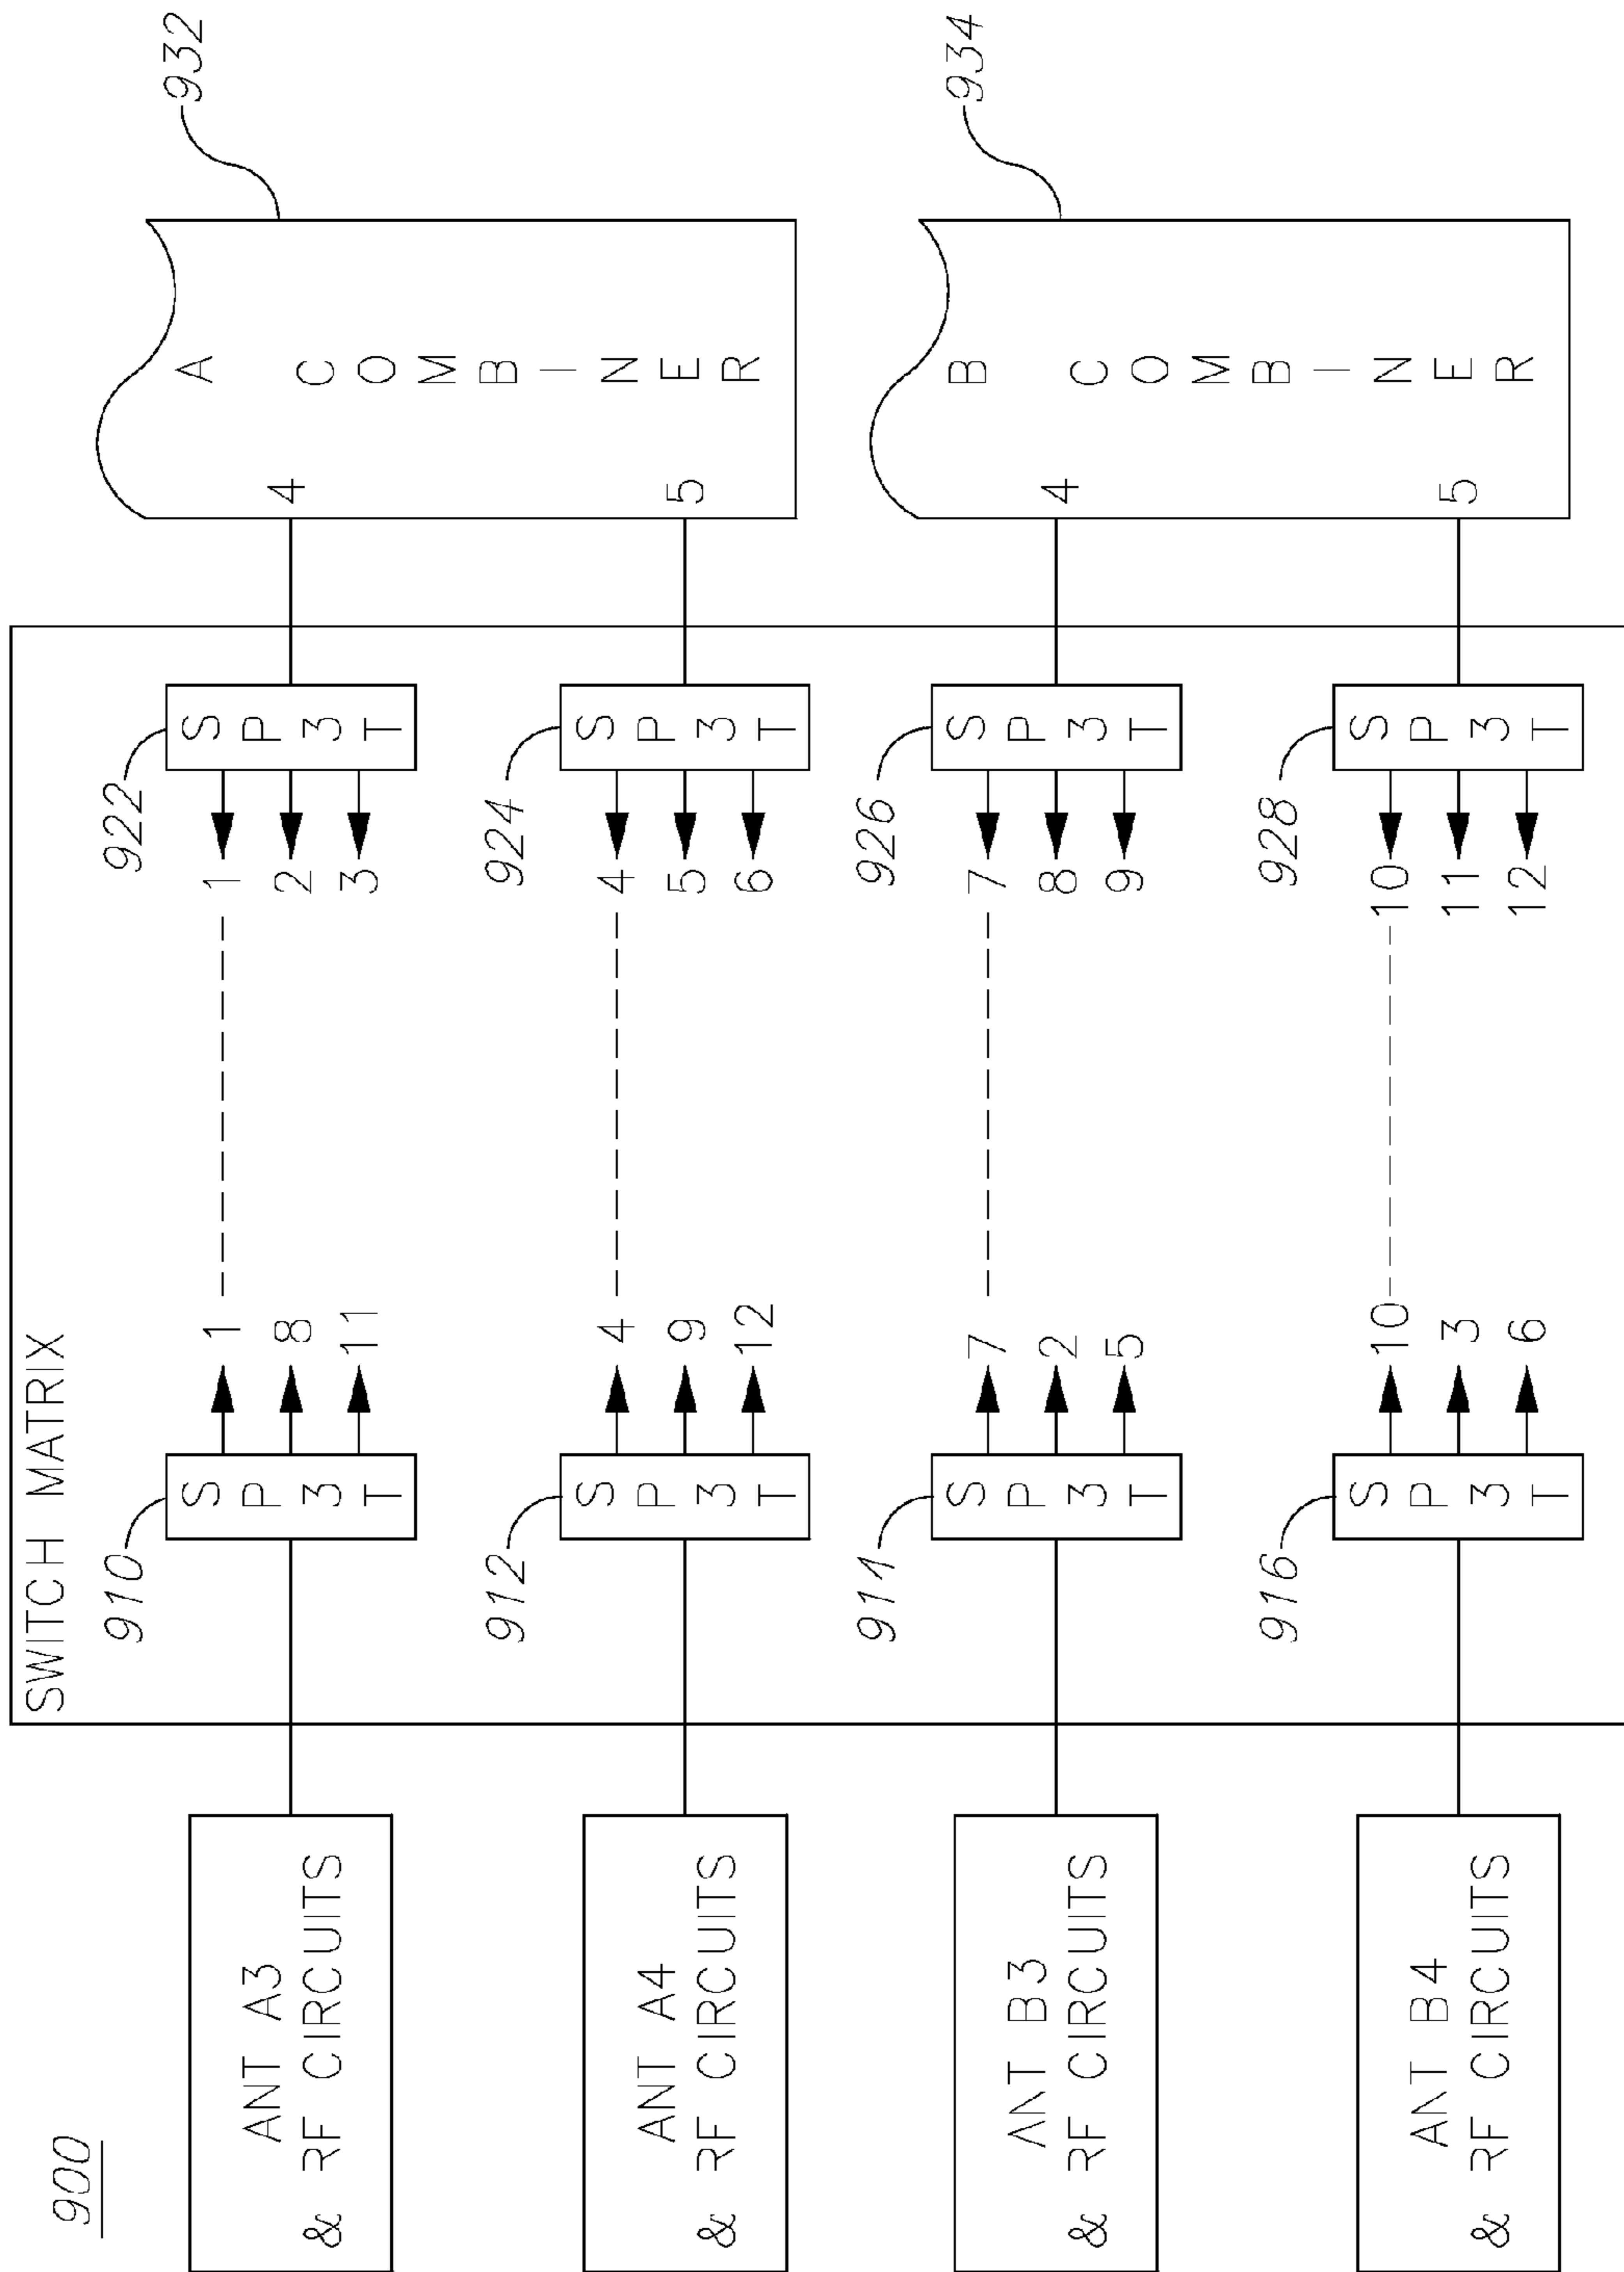 900
SWITCH MATRIX
ANT A3
& RF CIRCUITS
910
SP3T
1
8
11
1
2
3
922
SP3T
4
A COMBINER
932
ANT A4
& RF CIRCUITS
912
SP3T
4
9
12
4
5
6
924
SP3T
5
ANT B3
& RF CIRCUITS
914
SP3T
7
2
5
7
8
9
926
SP3T
4
B COMBINER
934
ANT B4
& RF CIRCUITS
916
SP3T
10
3
6
10
11
12
928
SP3T
5